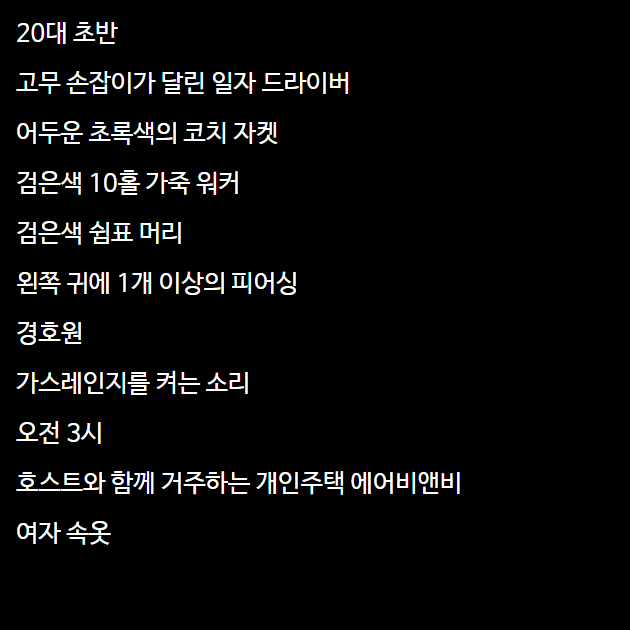 20대 초반
고무 손잡이가 달린 일자 드라이버
어두운 초록색의 코치 자켓
검은색 10홀 가죽 워커
검은색 쉼표 머리
왼쪽 귀에 1개 이상의 피어싱
경호원
가스레인지를 켜는 소리
오전 3시
호스트와 함께 거주하는 개인주택 에어비앤비
여자 속옷